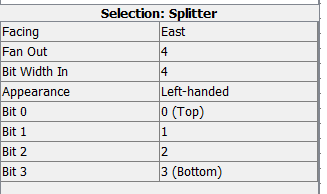 Selection: Splitter
Facing East
Fan Out 4
Bit Width In 4
Appearance Left-handed
Bit 0 0 (Top)
Bit 1 1
Bit 2 2
Bit 3 3 (Bottom)